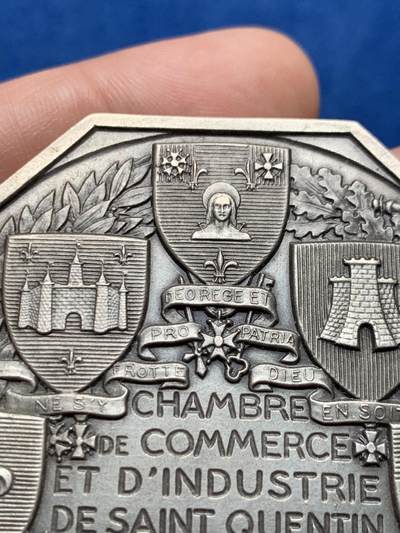 DEO REGE ET
PRO PATRIA
FROTTE DIEU
NE S'Y EN SOIT
CHAMBRE
DE COMMERCE
ET D'INDUSTRIE
DE SAINT QUENTIN